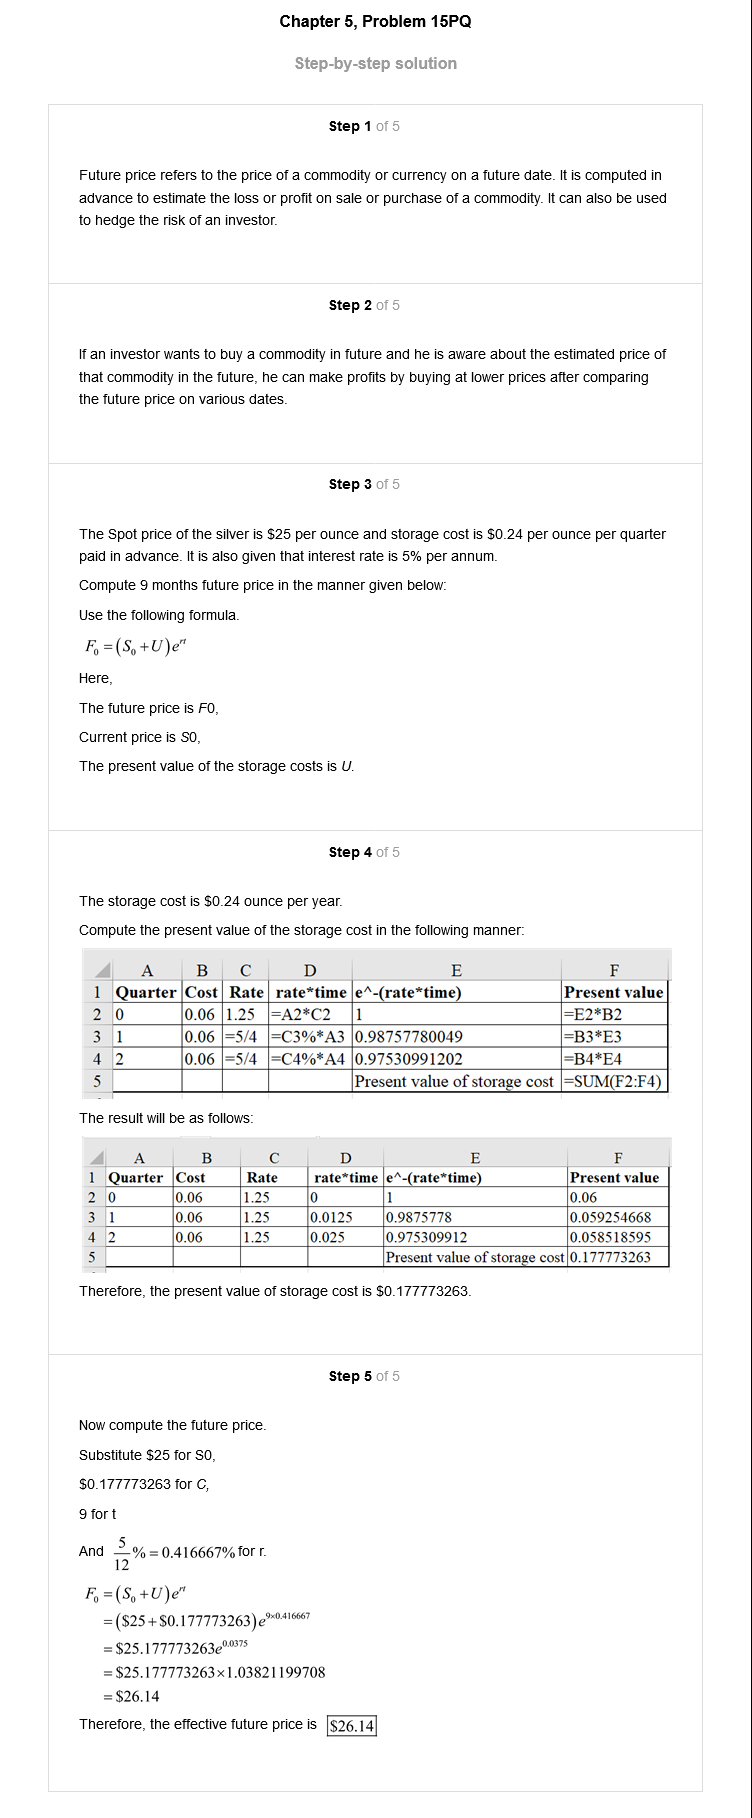 Chapter 5, Problem 15PQ
Step-by-step solution
Step 1 of 5
Future price refers to the price of a commodity or currency on a future date. It is computed in
advance to estimate the loss or profit on sale or purchase of a commodity. It can also be used
to hedge the risk of an investor.
Step 2 of 5
If an investor wants to buy a commodity in future and he is aware about the estimated price of
that commodity in the future, he can make profits by buying at lower prices after comparing
the future price on various dates.
Step 3 of 5
The Spot price of the silver is $25 per ounce and storage cost is $0.24 per ounce per quarter
paid in advance. It is also given that interest rate is 5% per annum.
Compute 9 months future price in the manner given below:
Use the following formula.
F₀ = (S₀ + U)e^{rt}
Here,
The future price is F0,
Current price is S0,
The present value of the storage costs is U.
Step 4 of 5
The storage cost is $0.24 ounce per year.
Compute the present value of the storage cost in the following manner:
A B C D E F
1 Quarter Cost Rate rate*time e^-(rate*time) Present value
2 0 0.06 1.25 =A2*C2 1 =E2*B2
3 1 0.06 =5/4 =C3%*A3 0.98757780049 =B3*E3
4 2 0.06 =5/4 =C4%*A4 0.97530991202 =B4*E4
5 Present value of storage cost =SUM(F2:F4)
The result will be as follows:
A B C D E F
1 Quarter Cost Rate rate*time e^-(rate*time) Present value
2 0 0.06 1.25 0 1 0.06
3 1 0.06 1.25 0.0125 0.9875778 0.059254668
4 2 0.06 1.25 0.025 0.975309912 0.058518595
5 Present value of storage cost 0.177773263
Therefore, the present value of storage cost is $0.177773263.
Step 5 of 5
Now compute the future price.
Substitute $25 for S0,
$0.177773263 for C,
9 for t
And 5/12 % = 0.416667% for r.
F₀ = (S₀ + U)e^{rt}
= ($25 + $0.177773263)e^{9×0.416667}
= $25.177773263e^{0.0375}
= $25.177773263×1.03821199708
= $26.14
Therefore, the effective future price is $26.14